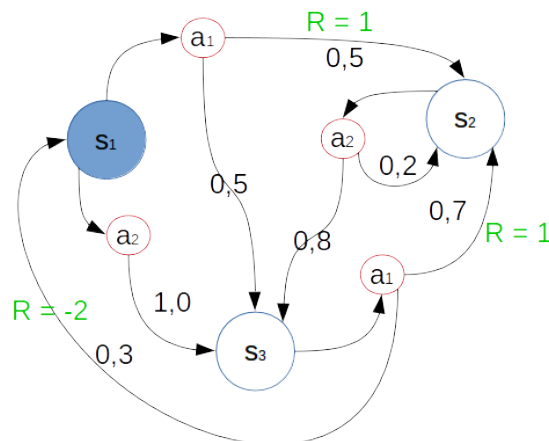 R = 1
a1
0,5
s1
s2
a2
0,2
0,5
0,7
a2
0,8
R = 1
a1
R = -2
1,0
s3
0,3